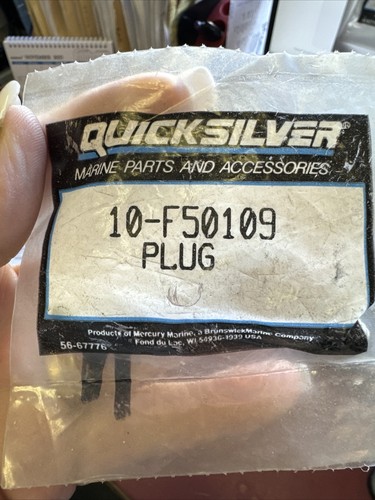 QUICKSILVER®
MARINE PARTS AND ACCESSORIES
10-F50109
PLUG
Products of Mercury Marine, a Brunswick Marine Company
56-67776
Fond du Lac, WI 54936-1939 USA